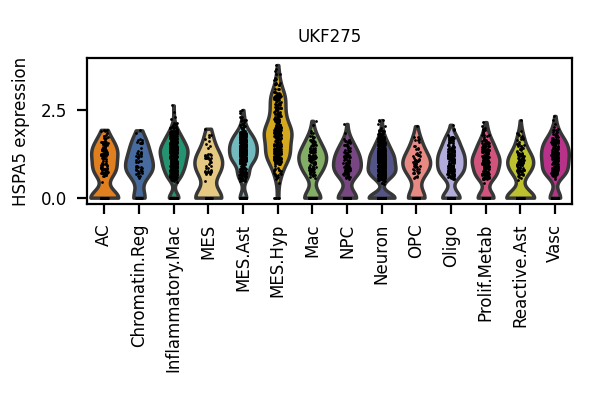 UKF275
HSPA5 expression
2.5
0.0
AC
Chromatin.Reg
Inflammatory.Mac
MES
MES.Ast
MES.Hyp
Mac
NPC
Neuron
OPC
Oligo
Prolif.Metab
Reactive.Ast
Vasc